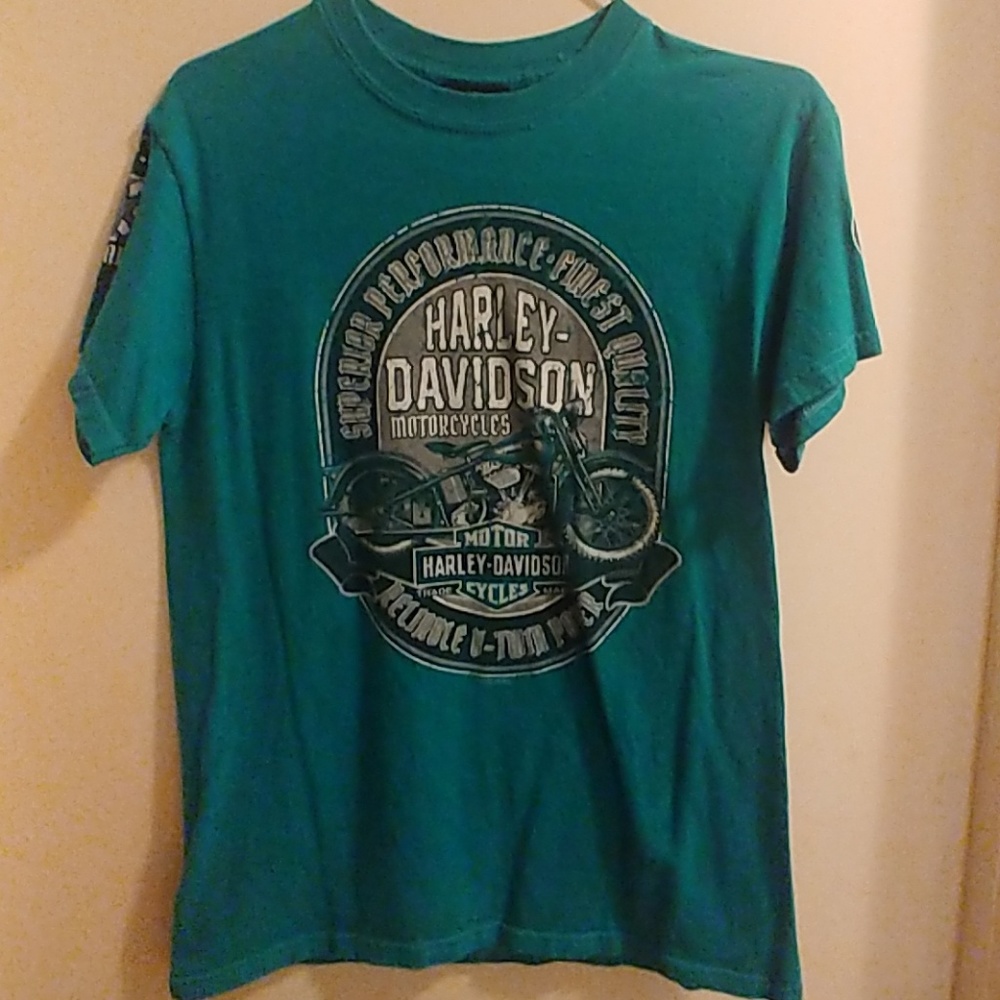 SUPERIOR PERFORMANCE · FINEST QUALITY
HARLEY-
DAVIDSON
MOTORCYCLES
MOTOR
HARLEY-DAVIDSON
TRADE CYCLES MARK
RELIABLE V-TWIN POWER